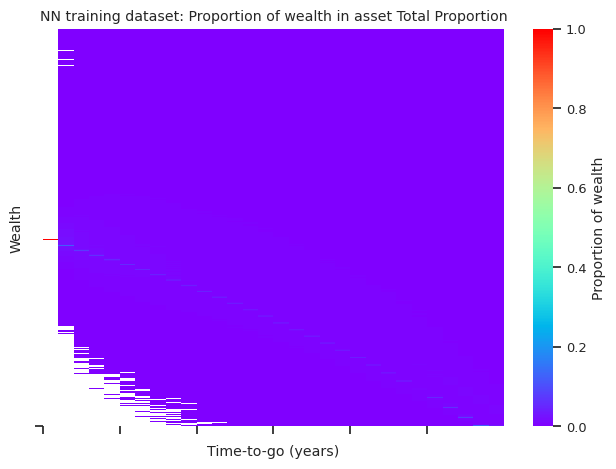 NN training dataset: Proportion of wealth in asset Total Proportion
Wealth
Time-to-go (years)
1.0
0.8
0.6
0.4
0.2
0.0
Proportion of wealth